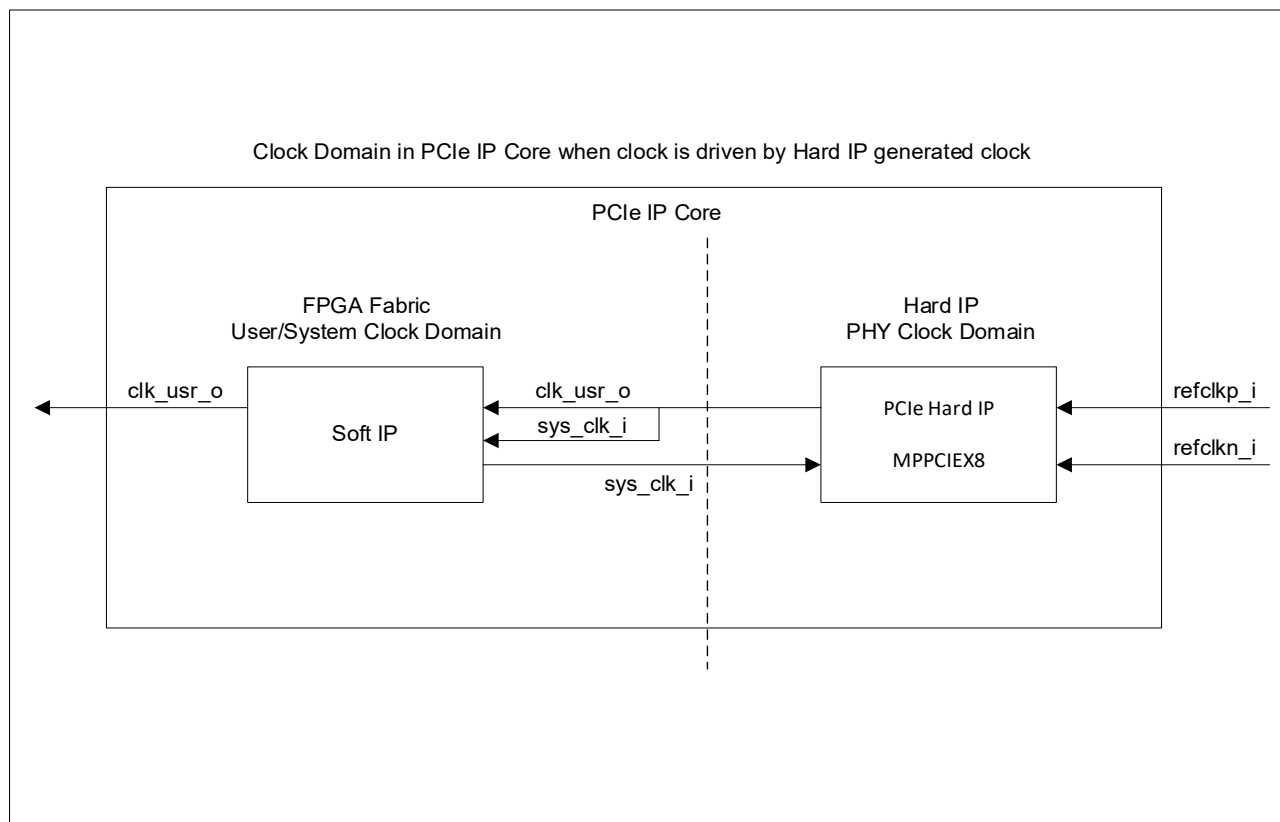 Clock Domain in PCIe IP Core when clock is driven by Hard IP generated clock
PCIe IP Core
FPGA Fabric
User/System Clock Domain
Hard IP
PHY Clock Domain
clk_usr_o
clk_usr_o
refclkp_i
Soft IP
sys_clk_i
PCIe Hard IP
MPPCIEX8
refclkn_i
sys_clk_i